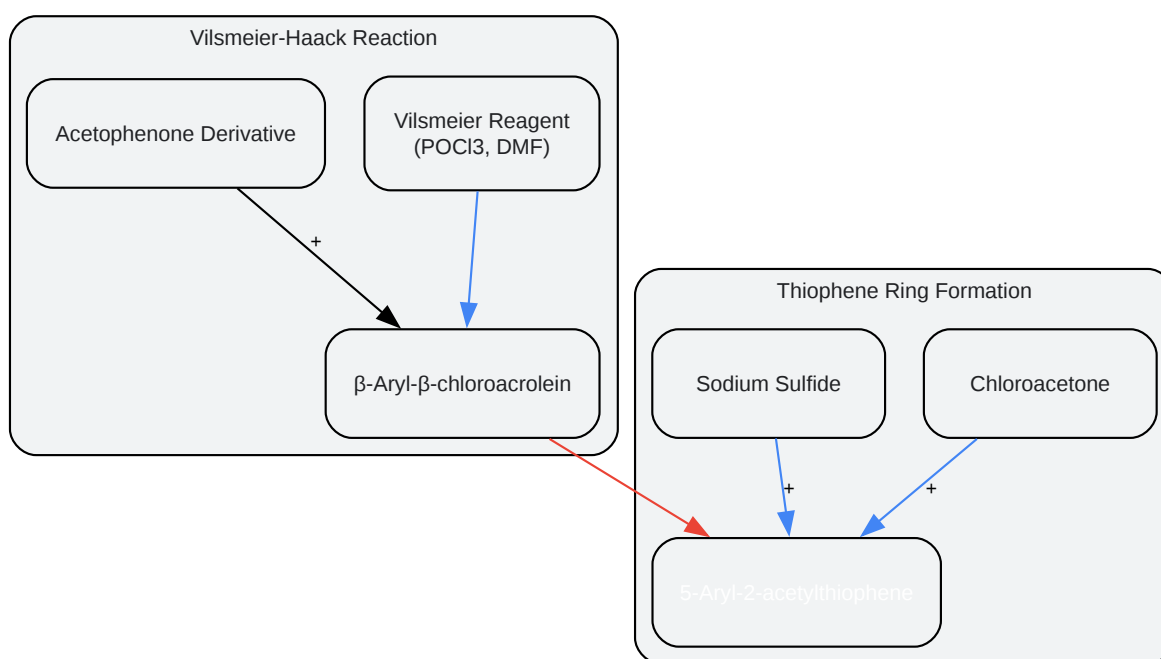 Vilsmeier-Haack Reaction
Acetophenone Derivative
Vilsmeier Reagent
(POCl3, DMF)
+
β-Aryl-β-chloroacrolein
Thiophene Ring Formation
Sodium Sulfide
Chloroacetone
+
+
5-Aryl-2-acetylthiophene